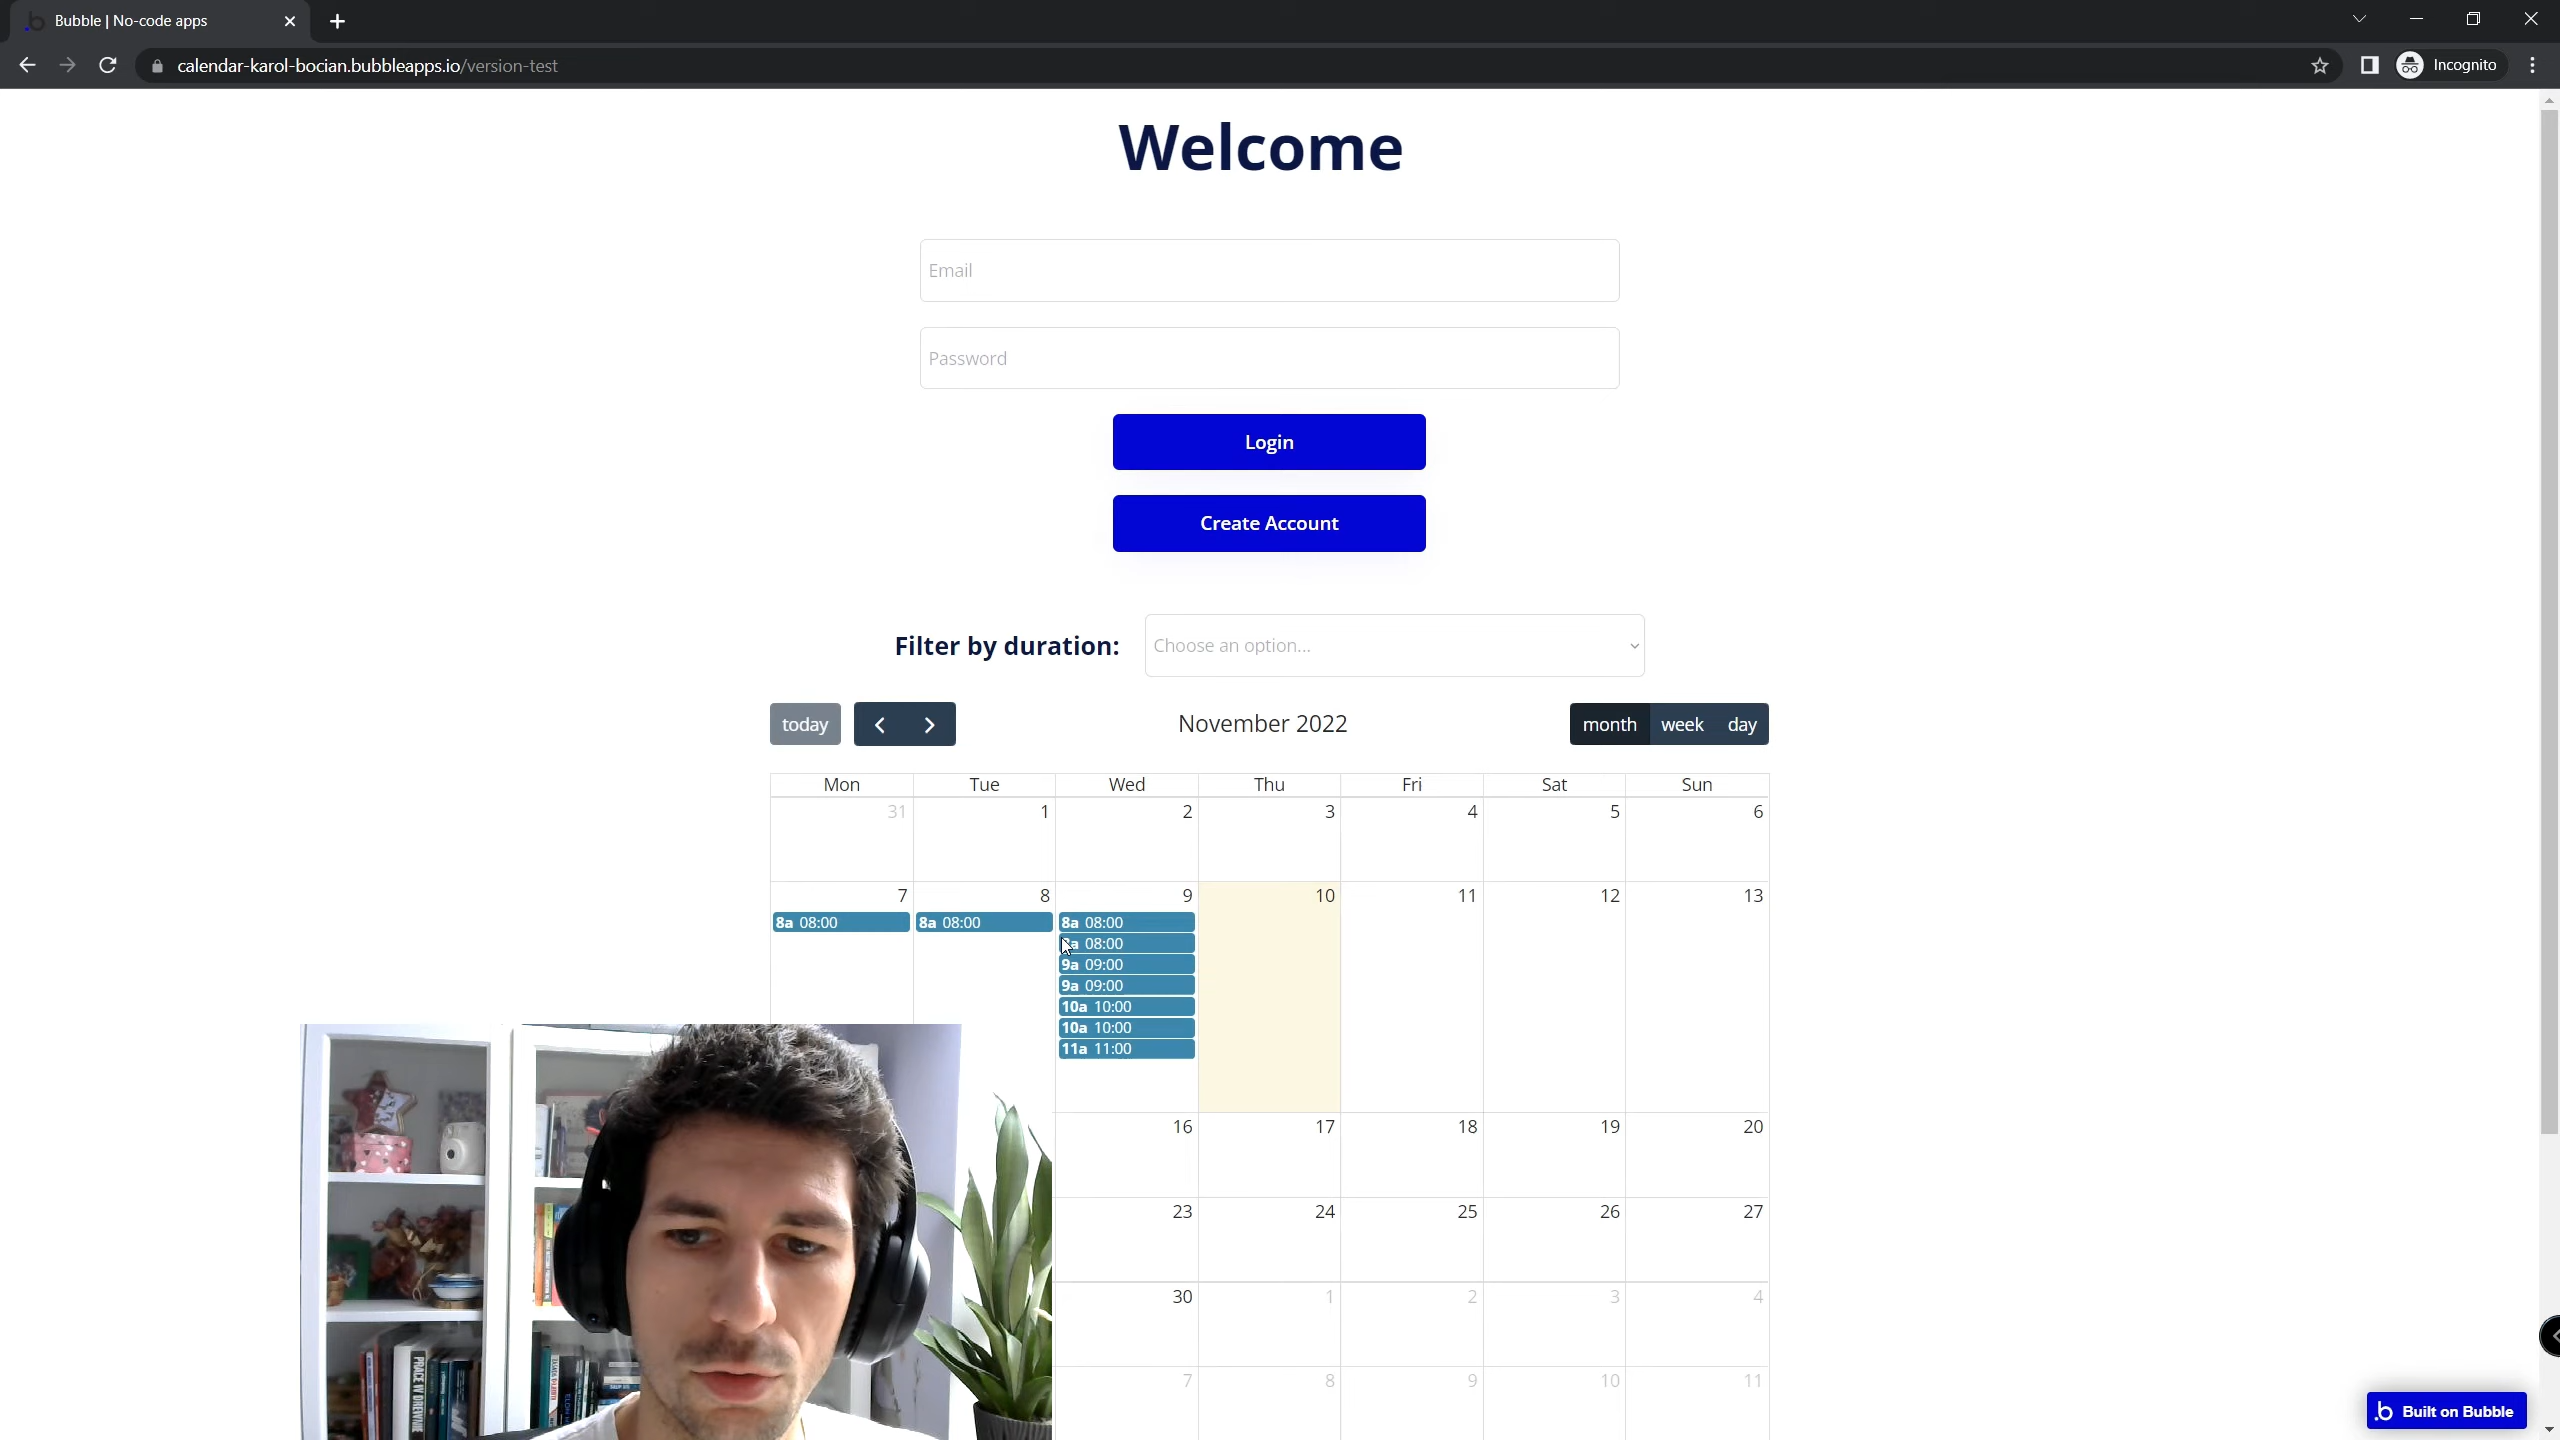 Bubble | No-code apps
calendar-karol-bocian.bubbleapps.io/version-test
Incognito
Welcome
Email
Password
Login
Create Account
Filter by duration:
Choose an option...
today
November 2022
month week day
Mon Tue Wed Thu Fri Sat Sun
31 1 2 3 4 5 6
7 8 9 10 11 12 13
8a 08:00 8a 08:00 8a 08:00
08:00
9a 09:00
9a 09:00
10a 10:00
10a 10:00
11a 11:00
16 17 18 19 20
23 24 25 26 27
30 1 2 3 4
7 8 9 10 11
PRACE W DREWNIE
Built on Bubble